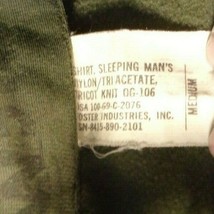 SHIRT, SLEEPING MAN'S
NYLON/TRIACETATE,
TRICOT KNIT OG-106
DSA 100-69-C-2076
FOSTER INDUSTRIES, INC.
FSN-8415-890-2101
MEDIUM